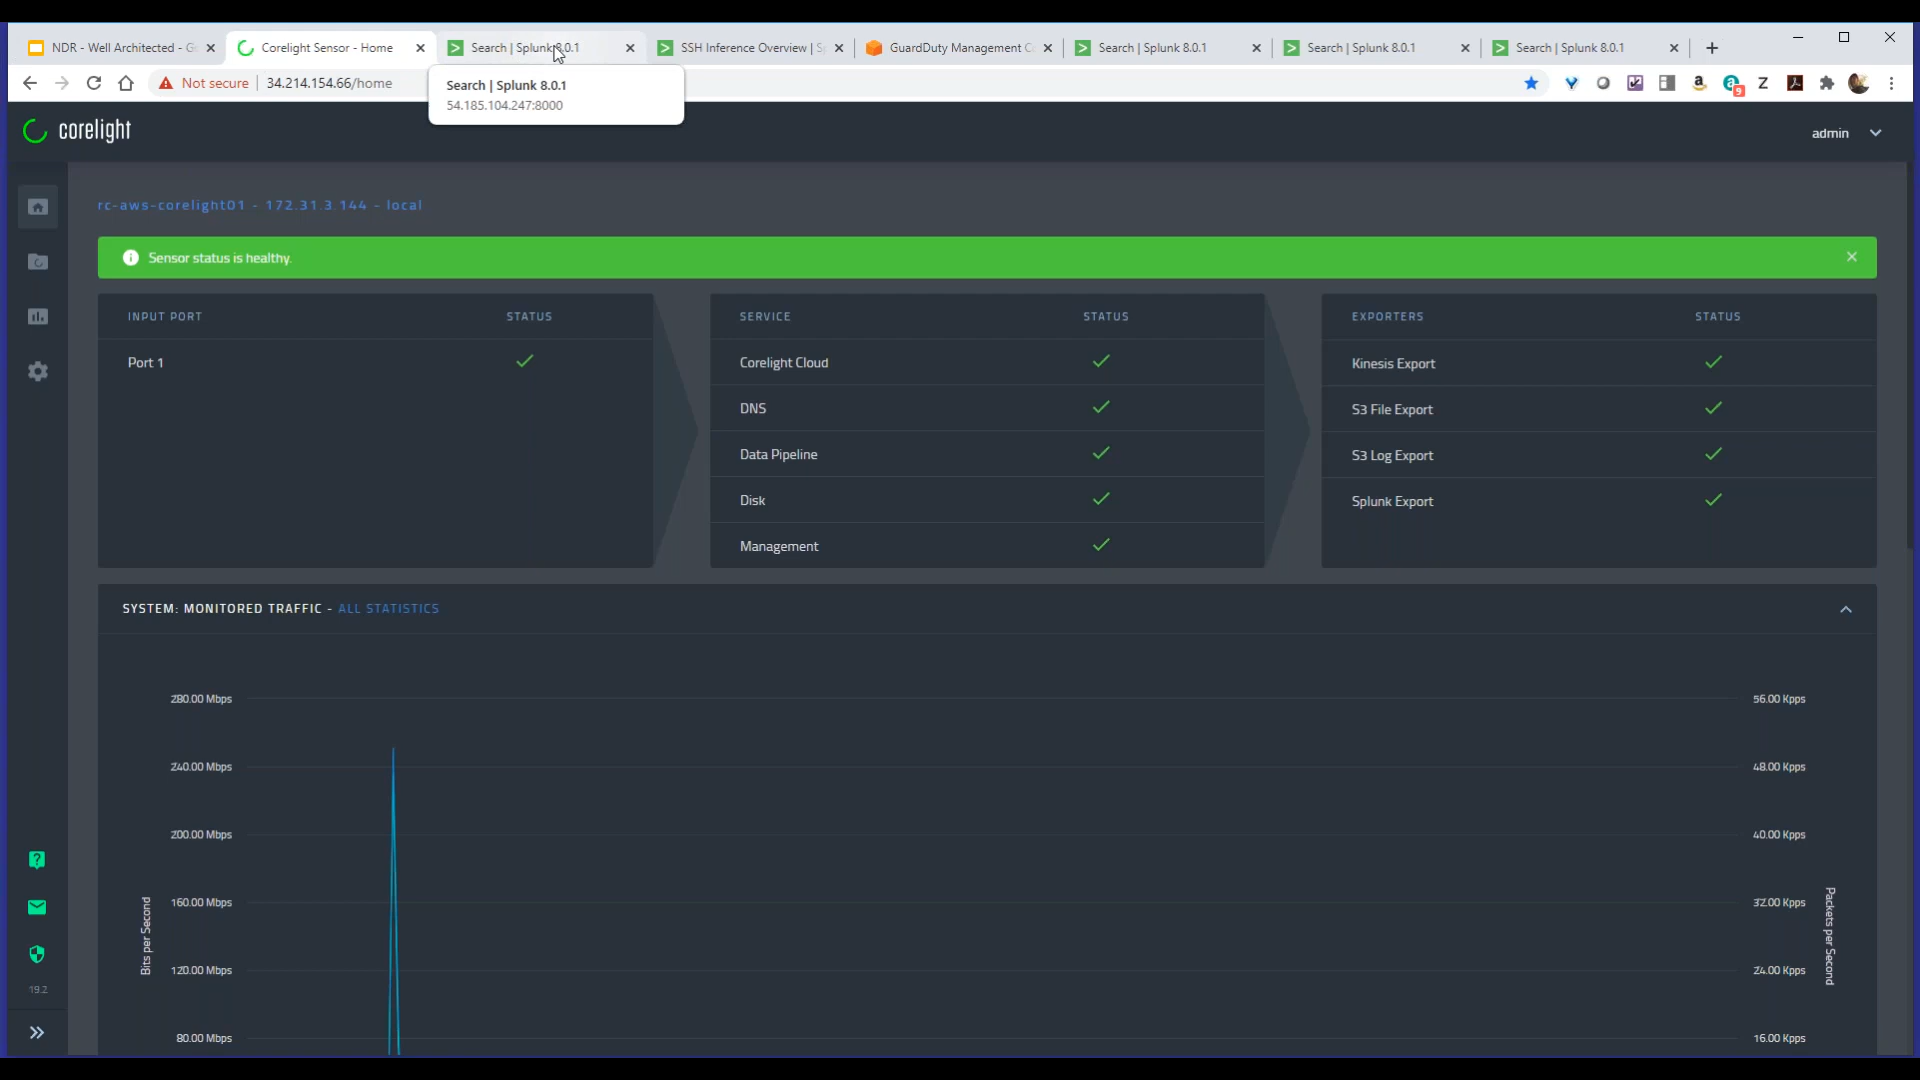 NDR - Well Architected - G
Corelight Sensor - Home
Search | Splunk 8.0.1
SSH Inference Overview | S
GuardDuty Management C
Search | Splunk 8.0.1
Search | Splunk 8.0.1
Search | Splunk 8.0.1
Not secure
34.214.154.66/home
Search | Splunk 8.0.1
54.185.104.247:8000
Z
9
corelight
admin
rc-aws-corelight01 - 172.31.3.144 - local
Sensor status is healthy.
INPUT PORT STATUS
Port 1
SERVICE STATUS
Corelight Cloud
DNS
Data Pipeline
Disk
Management
EXPORTERS STATUS
Kinesis Export
S3 File Export
S3 Log Export
Splunk Export
SYSTEM: MONITORED TRAFFIC - ALL STATISTICS
280.00 Mbps 56.00 Kpps
240.00 Mbps 48.00 Kpps
200.00 Mbps 40.00 Kpps
160.00 Mbps 32.00 Kpps
120.00 Mbps 24.00 Kpps
80.00 Mbps 16.00 Kpps
Bits per Second
Packets per Second
19.2